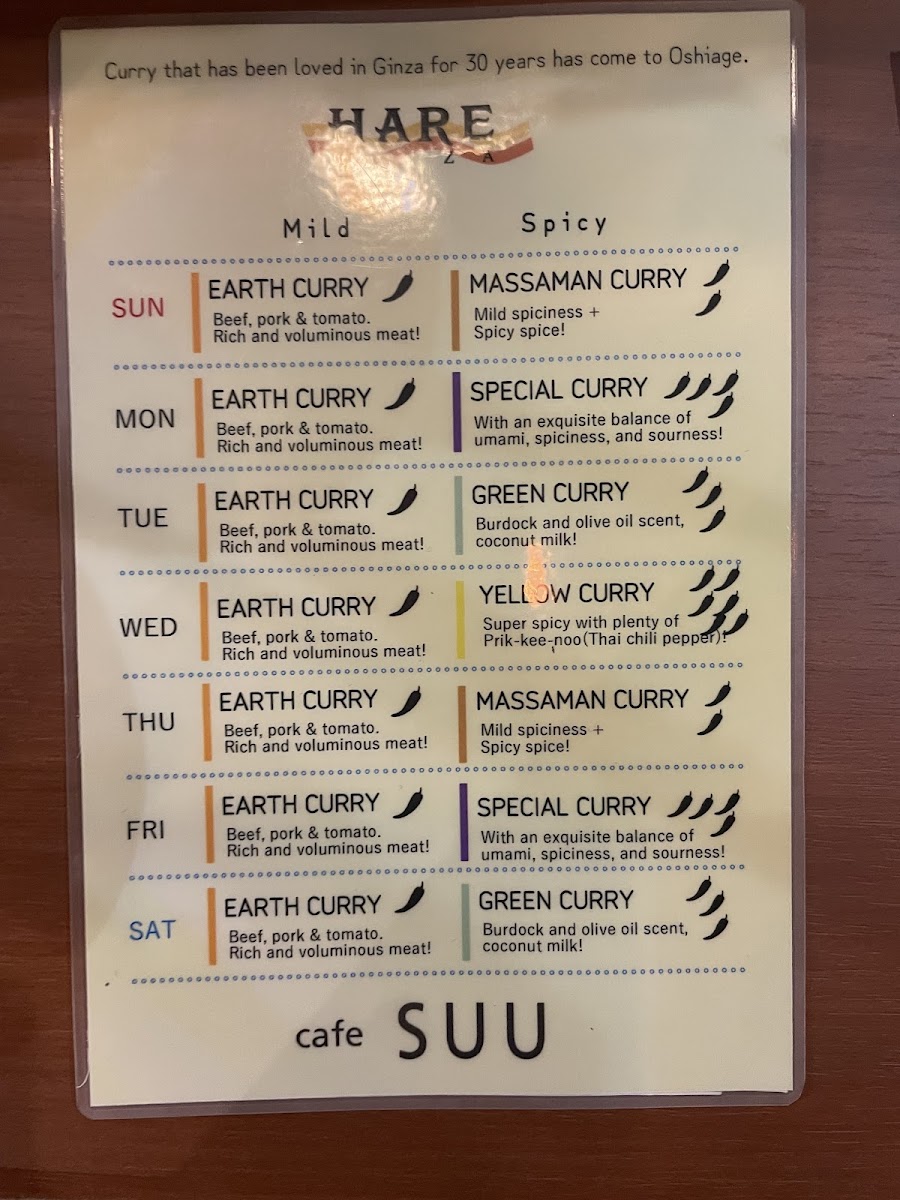 Curry that has been loved in Ginza for 30 years has come to Oshiage.
HARE
Z A
Mild Spicy
SUN
EARTH CURRY
Beef, pork & tomato.
Rich and voluminous meat!
MASSAMAN CURRY
Mild spiciness +
Spicy spice!
MON
EARTH CURRY
Beef, pork & tomato.
Rich and voluminous meat!
SPECIAL CURRY
With an exquisite balance of
umami, spiciness, and sourness!
TUE
EARTH CURRY
Beef, pork & tomato.
Rich and voluminous meat!
GREEN CURRY
Burdock and olive oil scent,
coconut milk!
WED
EARTH CURRY
Beef, pork & tomato.
Rich and voluminous meat!
YELLOW CURRY
Super spicy with plenty of
Prik-kee-noo(Thai chili pepper)!
THU
EARTH CURRY
Beef, pork & tomato.
Rich and voluminous meat!
MASSAMAN CURRY
Mild spiciness +
Spicy spice!
FRI
EARTH CURRY
Beef, pork & tomato.
Rich and voluminous meat!
SPECIAL CURRY
With an exquisite balance of
umami, spiciness, and sourness!
SAT
EARTH CURRY
Beef, pork & tomato.
Rich and voluminous meat!
GREEN CURRY
Burdock and olive oil scent,
coconut milk!
cafe SUU